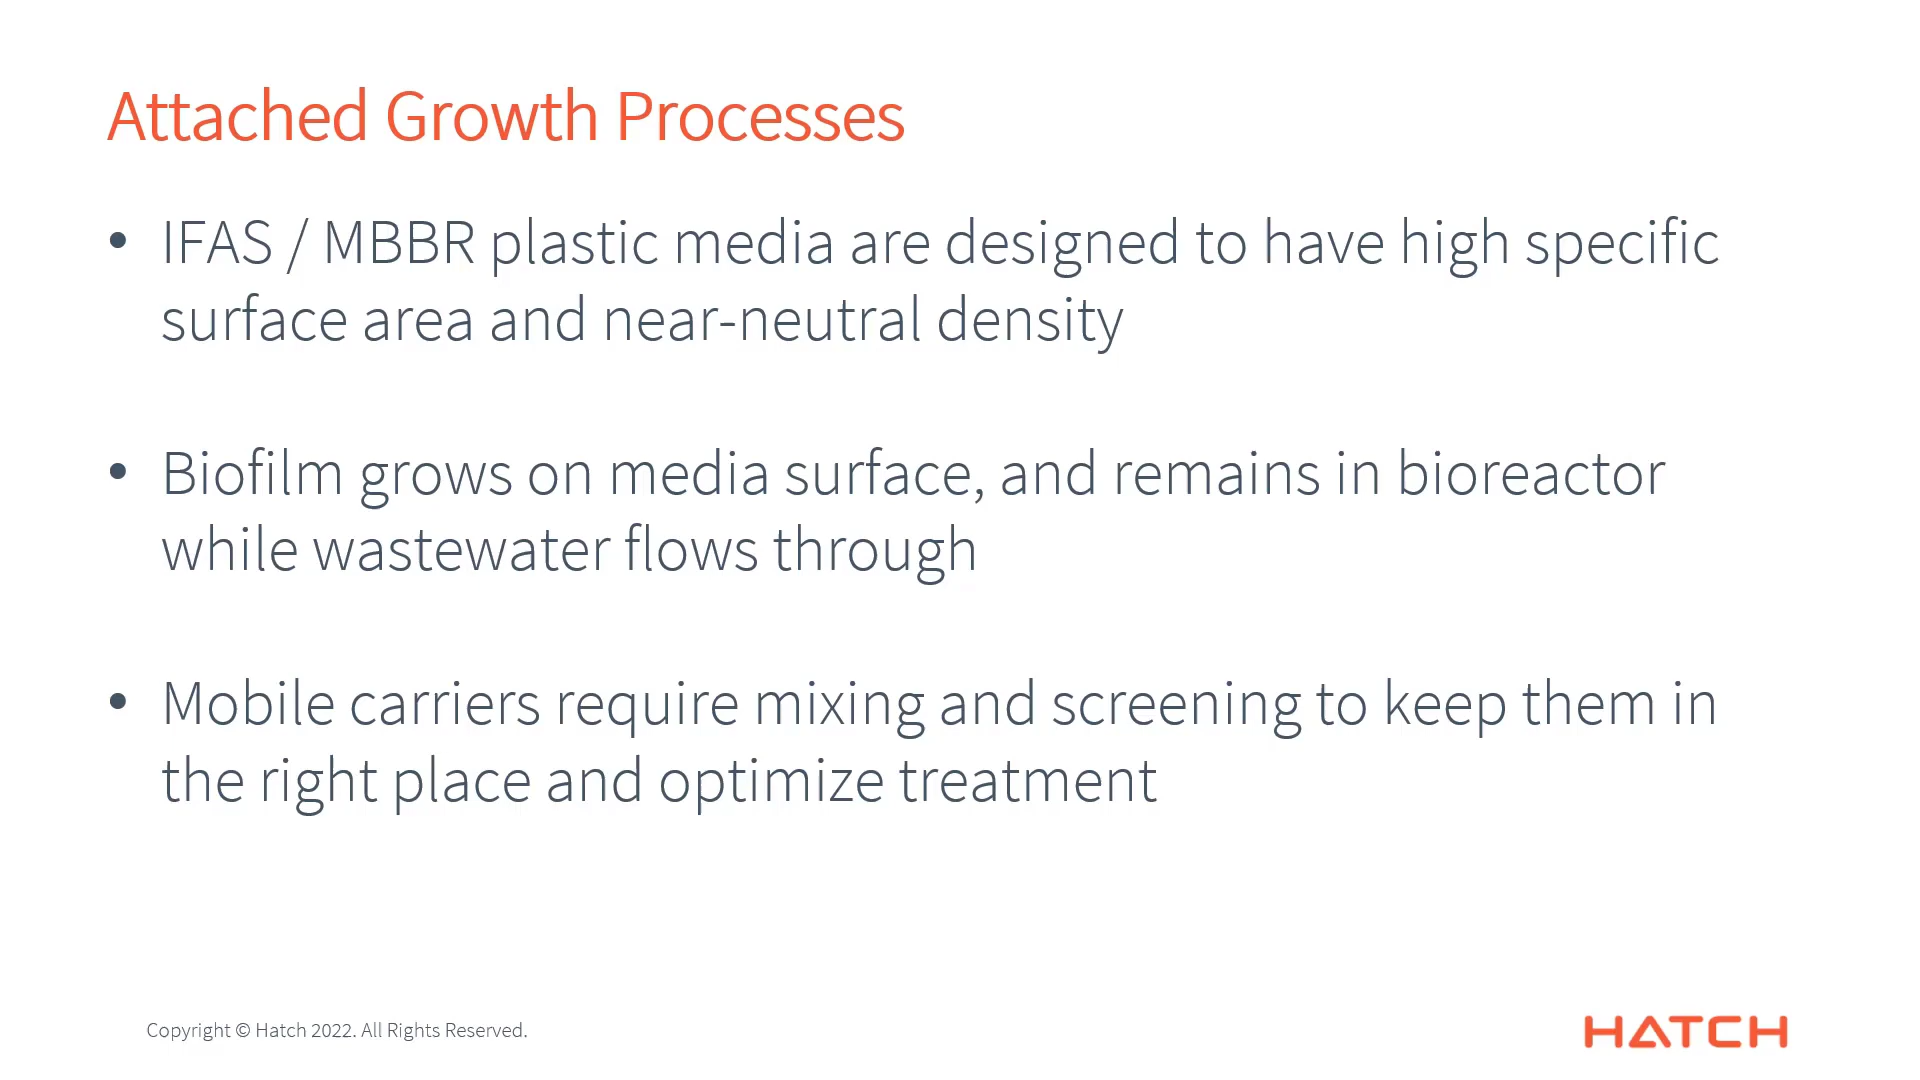 Attached Growth Processes
• IFAS / MBBR plastic media are designed to have high specific
surface area and near-neutral density
• Biofilm grows on media surface, and remains in bioreactor
while wastewater flows through
• Mobile carriers require mixing and screening to keep them in
the right place and optimize treatment
Copyright © Hatch 2022. All Rights Reserved.
HATCH